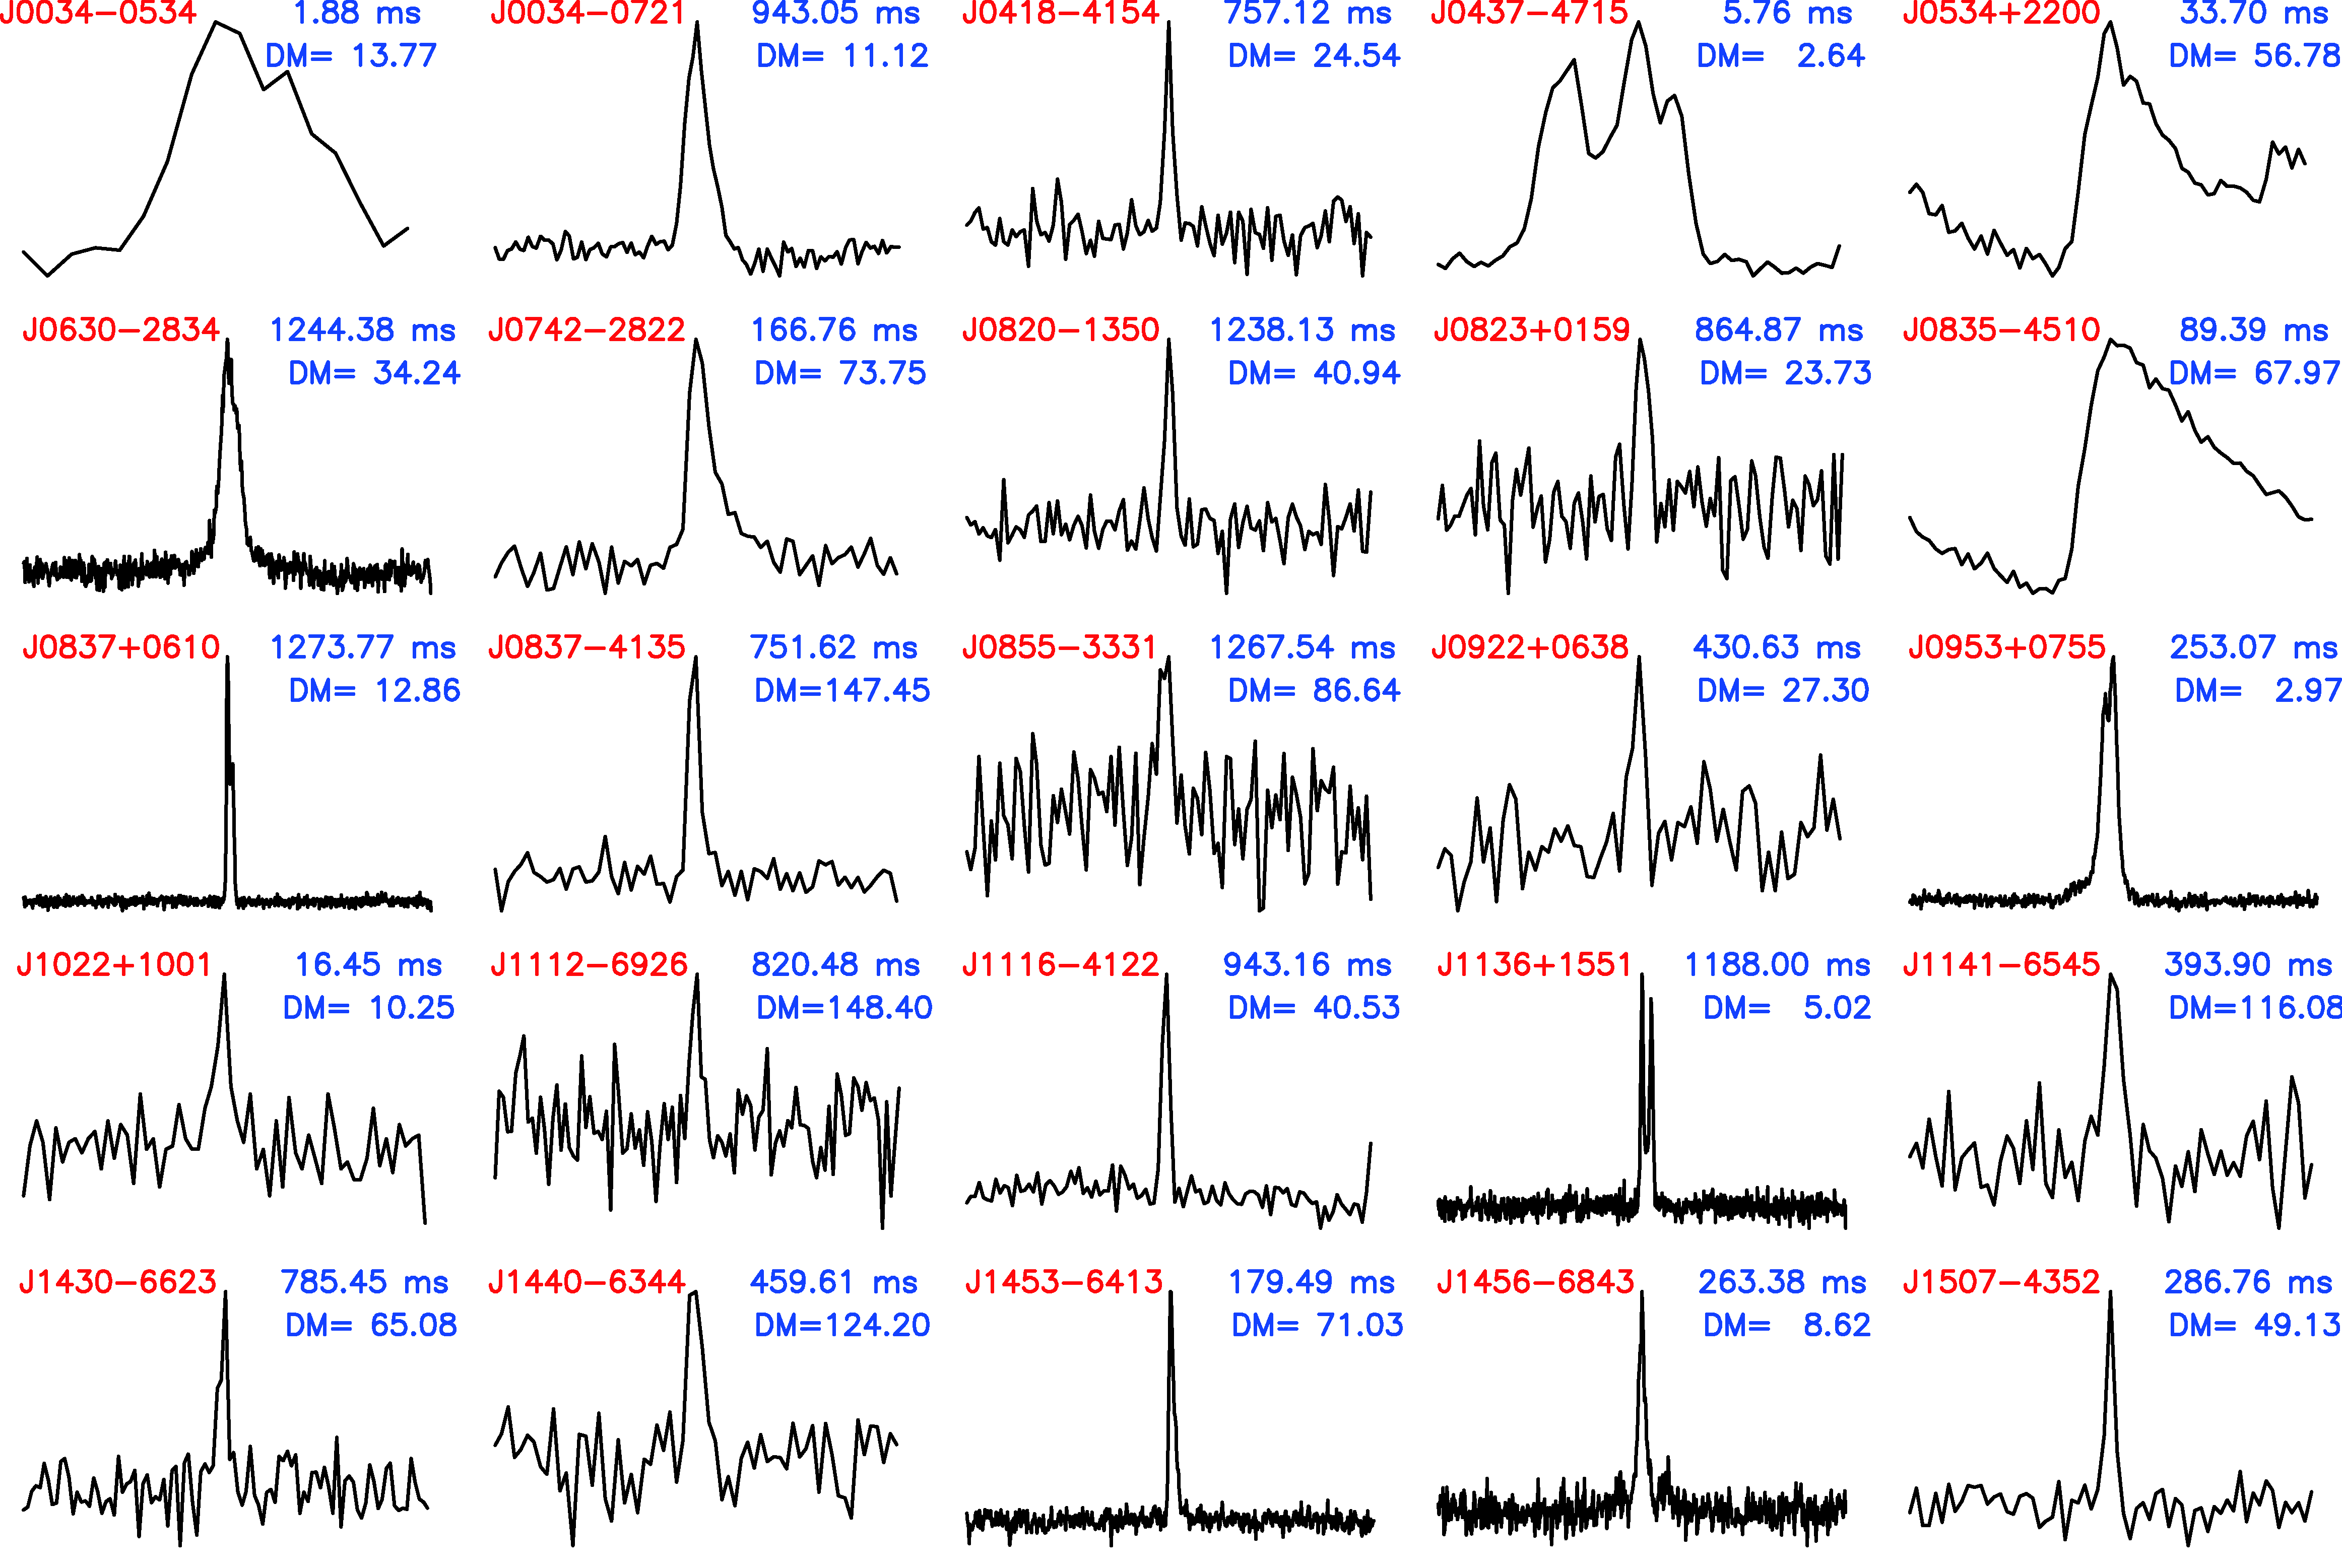 J0034-0534 1.88 ms
DM= 13.77
J0034-0721 943.05 ms
DM= 11.12
J0418-4154 757.12 ms
DM= 24.54
J0437-4715 5.76 ms
DM= 2.64
J0534+2200 33.70 ms
DM= 56.78
J0630-2834 1244.38 ms
DM= 34.24
J0742-2822 166.76 ms
DM= 73.75
J0820-1350 1238.13 ms
DM= 40.94
J0823+0159 864.87 ms
DM= 23.73
J0835-4510 89.39 ms
DM= 67.97
J0837+0610 1273.77 ms
DM= 12.86
J0837-4135 751.62 ms
DM=147.45
J0855-3331 1267.54 ms
DM= 86.64
J0922+0638 430.63 ms
DM= 27.30
J0953+0755 253.07 ms
DM= 2.97
J1022+1001 16.45 ms
DM= 10.25
J1112-6926 820.48 ms
DM=148.40
J1116-4122 943.16 ms
DM= 40.53
J1136+1551 1188.00 ms
DM= 5.02
J1141-6545 393.90 ms
DM=116.08
J1430-6623 785.45 ms
DM= 65.08
J1440-6344 459.61 ms
DM=124.20
J1453-6413 179.49 ms
DM= 71.03
J1456-6843 263.38 ms
DM= 8.62
J1507-4352 286.76 ms
DM= 49.13